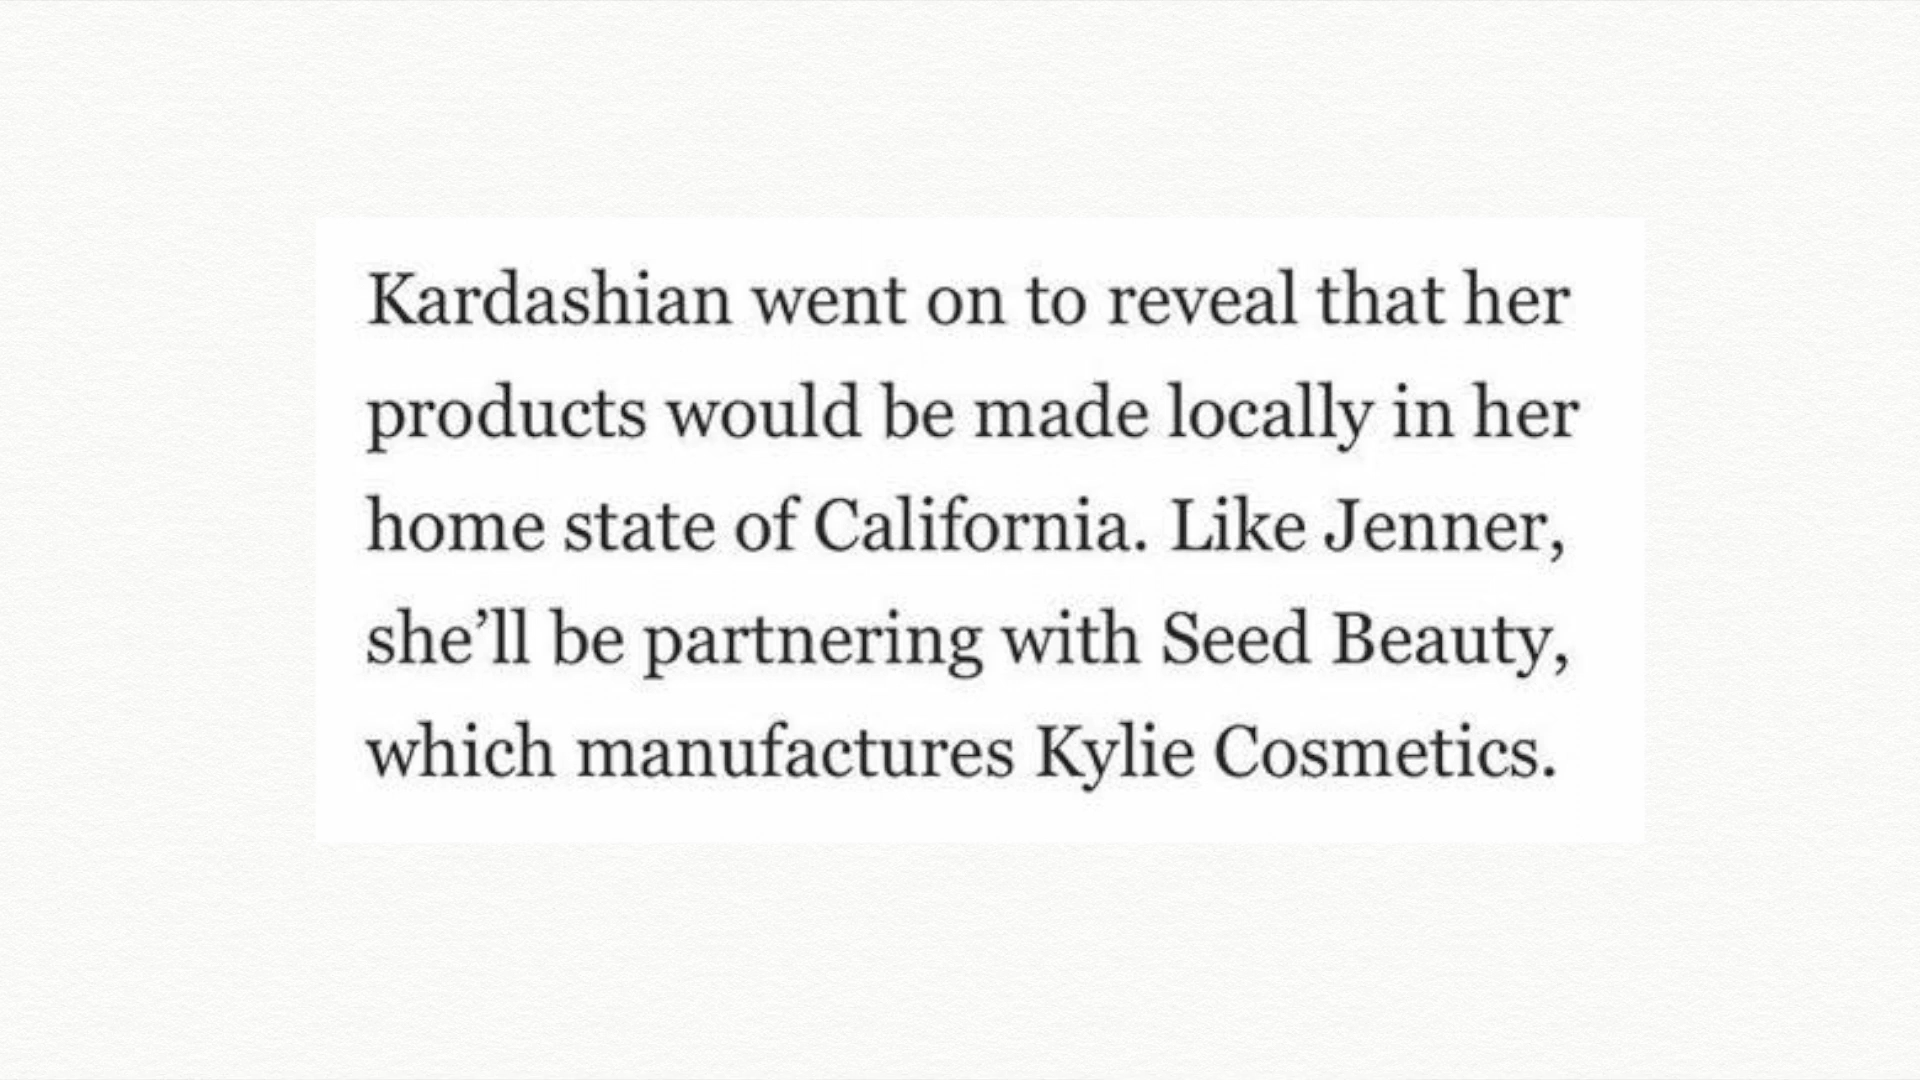 Kardashian went on to reveal that her
products would be made locally in her
home state of California. Like Jenner,
she’ll be partnering with Seed Beauty,
which manufactures Kylie Cosmetics.